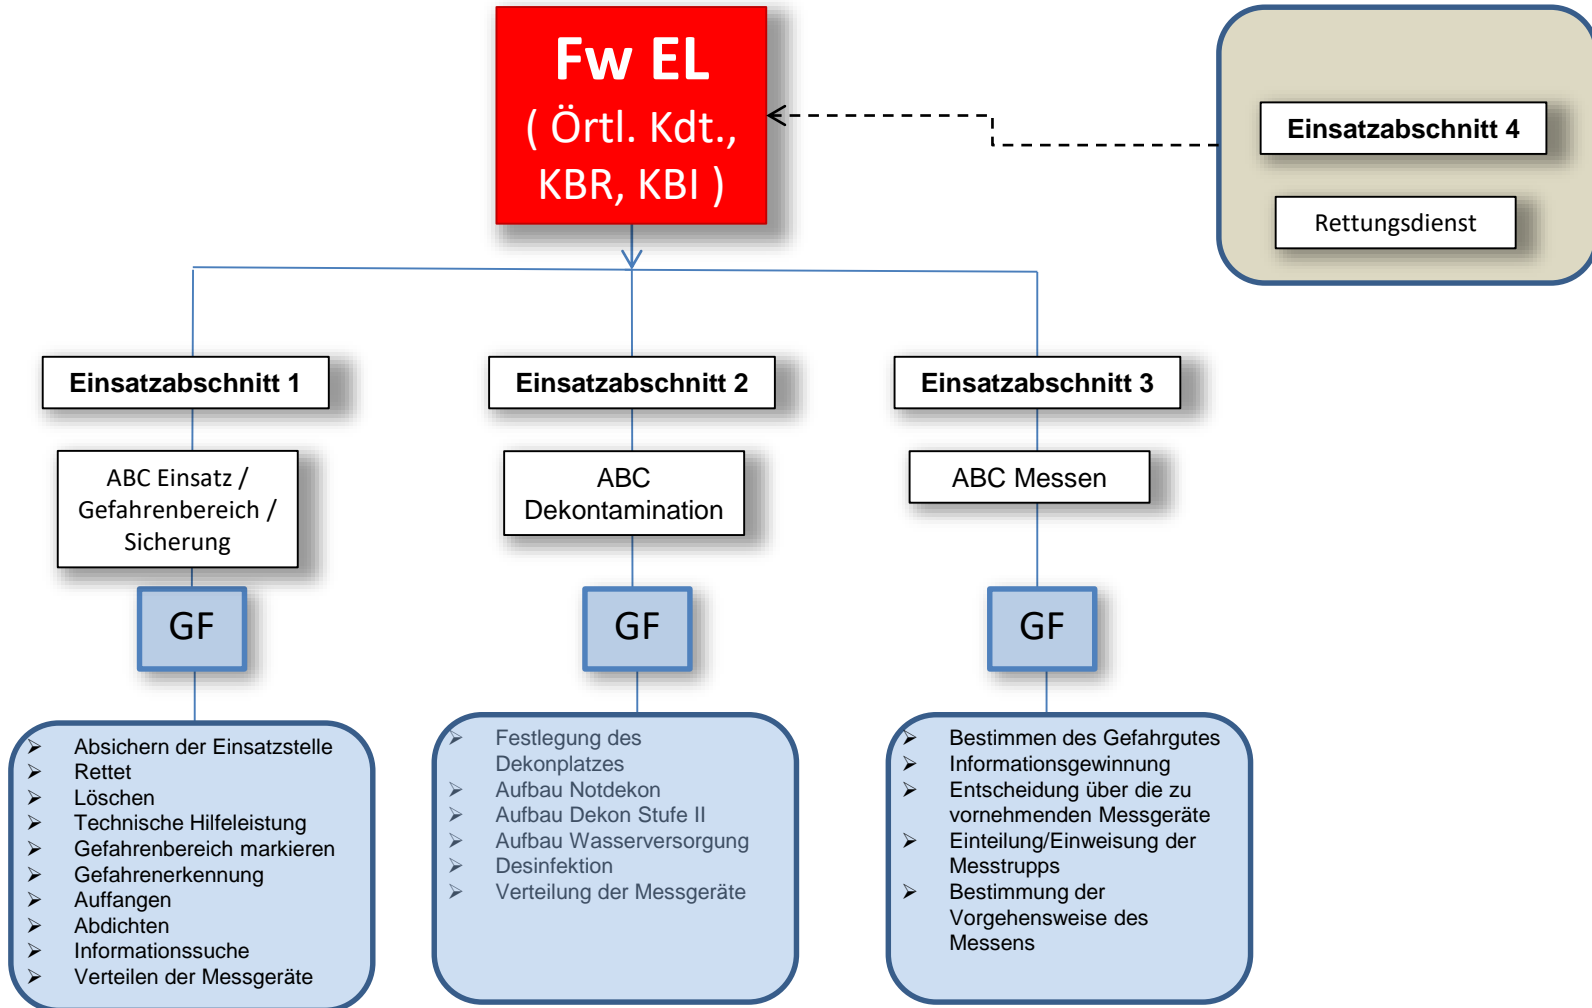 Fw EL
( Örtl. Kdt.,
KBR, KBI )
Einsatzabschnitt 4
Rettungsdienst
Einsatzabschnitt 1
ABC Einsatz /
Gefahrenbereich /
Sicherung
GF
➢ Absichern der Einsatzstelle
➢ Rettet
➢ Löschen
➢ Technische Hilfeleistung
➢ Gefahrenbereich markieren
➢ Gefahrenerkennung
➢ Auffangen
➢ Abdichten
➢ Informationssuche
➢ Verteilen der Messgeräte
Einsatzabschnitt 2
ABC
Dekontamination
GF
➢ Festlegung des
Dekonplatzes
➢ Aufbau Notdekon
➢ Aufbau Dekon Stufe II
➢ Aufbau Wasserversorgung
➢ Desinfektion
➢ Verteilung der Messgeräte
Einsatzabschnitt 3
ABC Messen
GF
➢ Bestimmen des Gefahrgutes
➢ Informationsgewinnung
➢ Entscheidung über die zu
vornehmenden Messgeräte
➢ Einteilung/Einweisung der
Messtrupps
➢ Bestimmung der
Vorgehensweise des
Messens